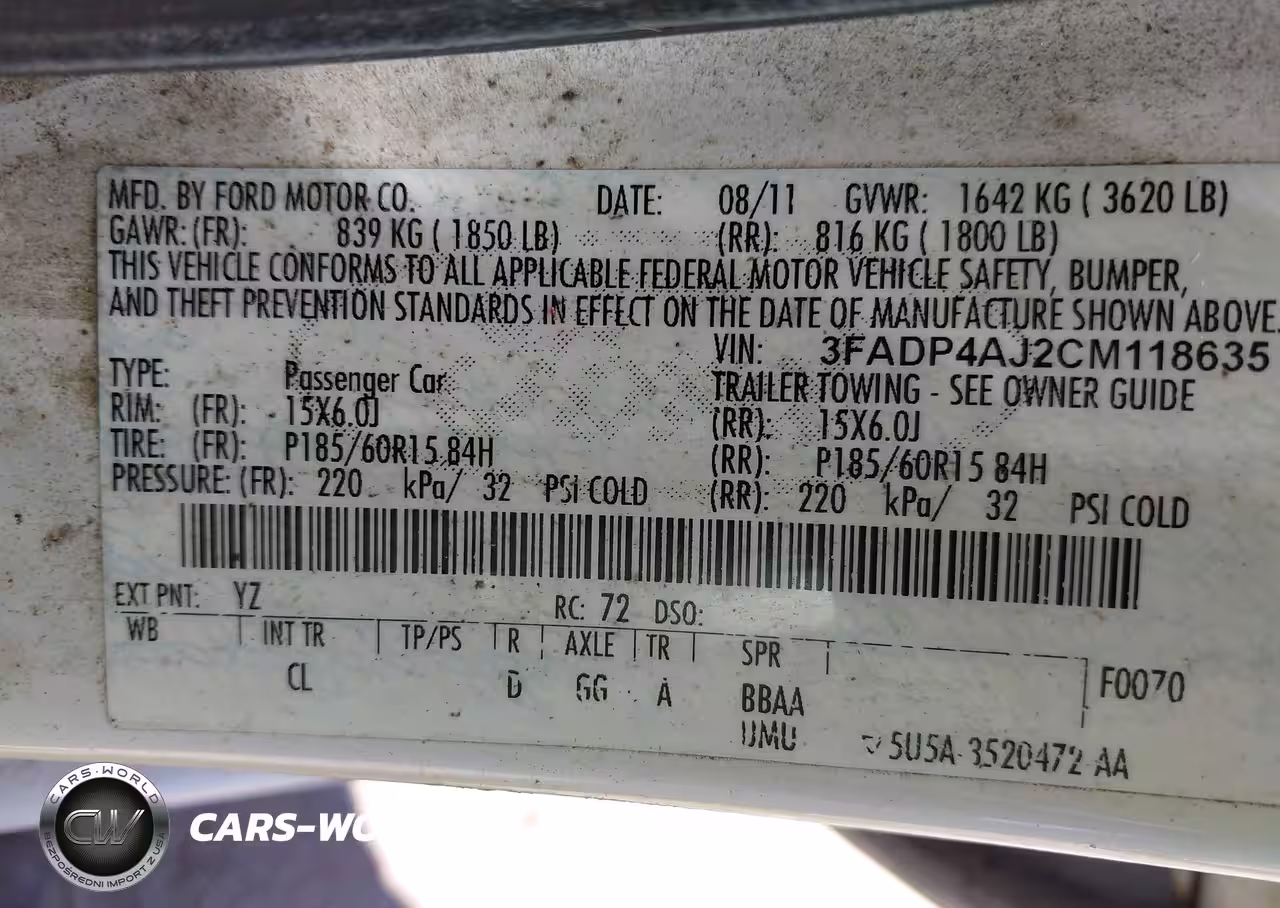 MFD. BY FORD MOTOR CO. DATE: 08/11 GVWR: 1642 KG ( 3620 LB)
GAWR: (FR): 839 KG ( 1850 LB) (RR): 816 KG ( 1800 LB)
THIS VEHICLE CONFORMS TO ALL APPLICABLE FEDERAL MOTOR VEHICLE SAFETY, BUMPER,
AND THEFT PREVENTION STANDARDS IN EFFECT ON THE DATE OF MANUFACTURE SHOWN ABOVE.
VIN: 3FADP4AJ2CM118635
TYPE: Passenger Car TRAILER TOWING - SEE OWNER GUIDE
RIM: (FR): 15X6.0J (RR): 15X6.0J
TIRE: (FR): P185/60R15 84H (RR): P185/60R15 84H
PRESSURE: (FR): 220 kPa/ 32 PSI COLD (RR): 220 kPa/ 32 PSI COLD
EXT PNT: YZ RC: 72 DSO:
WB INT TR TP/PS R AXLE TR SPR
CL D GG A BBAA F0070
UMU 5U5A-3520472-AA
CARS-WORLD
CW
BEZPOŚREDNI IMPORT Z USA
CARS-WO